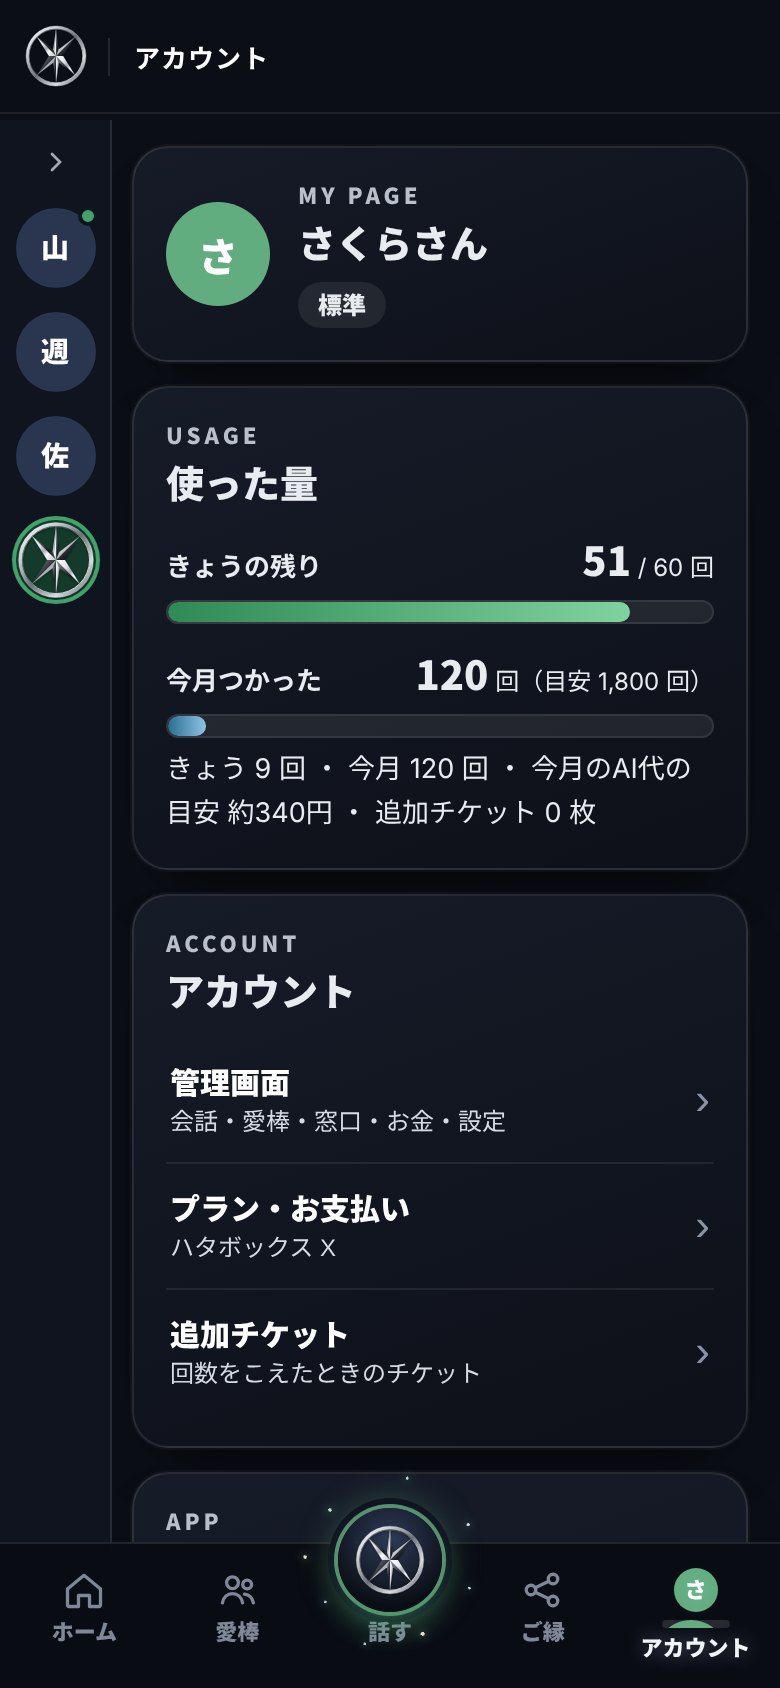 アカウント
山
週
佐
MY PAGE
さ
さくらさん
標準
USAGE
使った量
きょうの残り 51 / 60 回
今月つかった 120 回（目安 1,800 回）
きょう 9 回 ・ 今月 120 回 ・ 今月のAI代の
目安 約340円 ・ 追加チケット 0 枚
ACCOUNT
アカウント
管理画面
会話・愛棒・窓口・お金・設定
プラン・お支払い
ハタボックス X
追加チケット
回数をこえたときのチケット
APP
さ
ホーム 愛棒 話す ご縁 アカウント